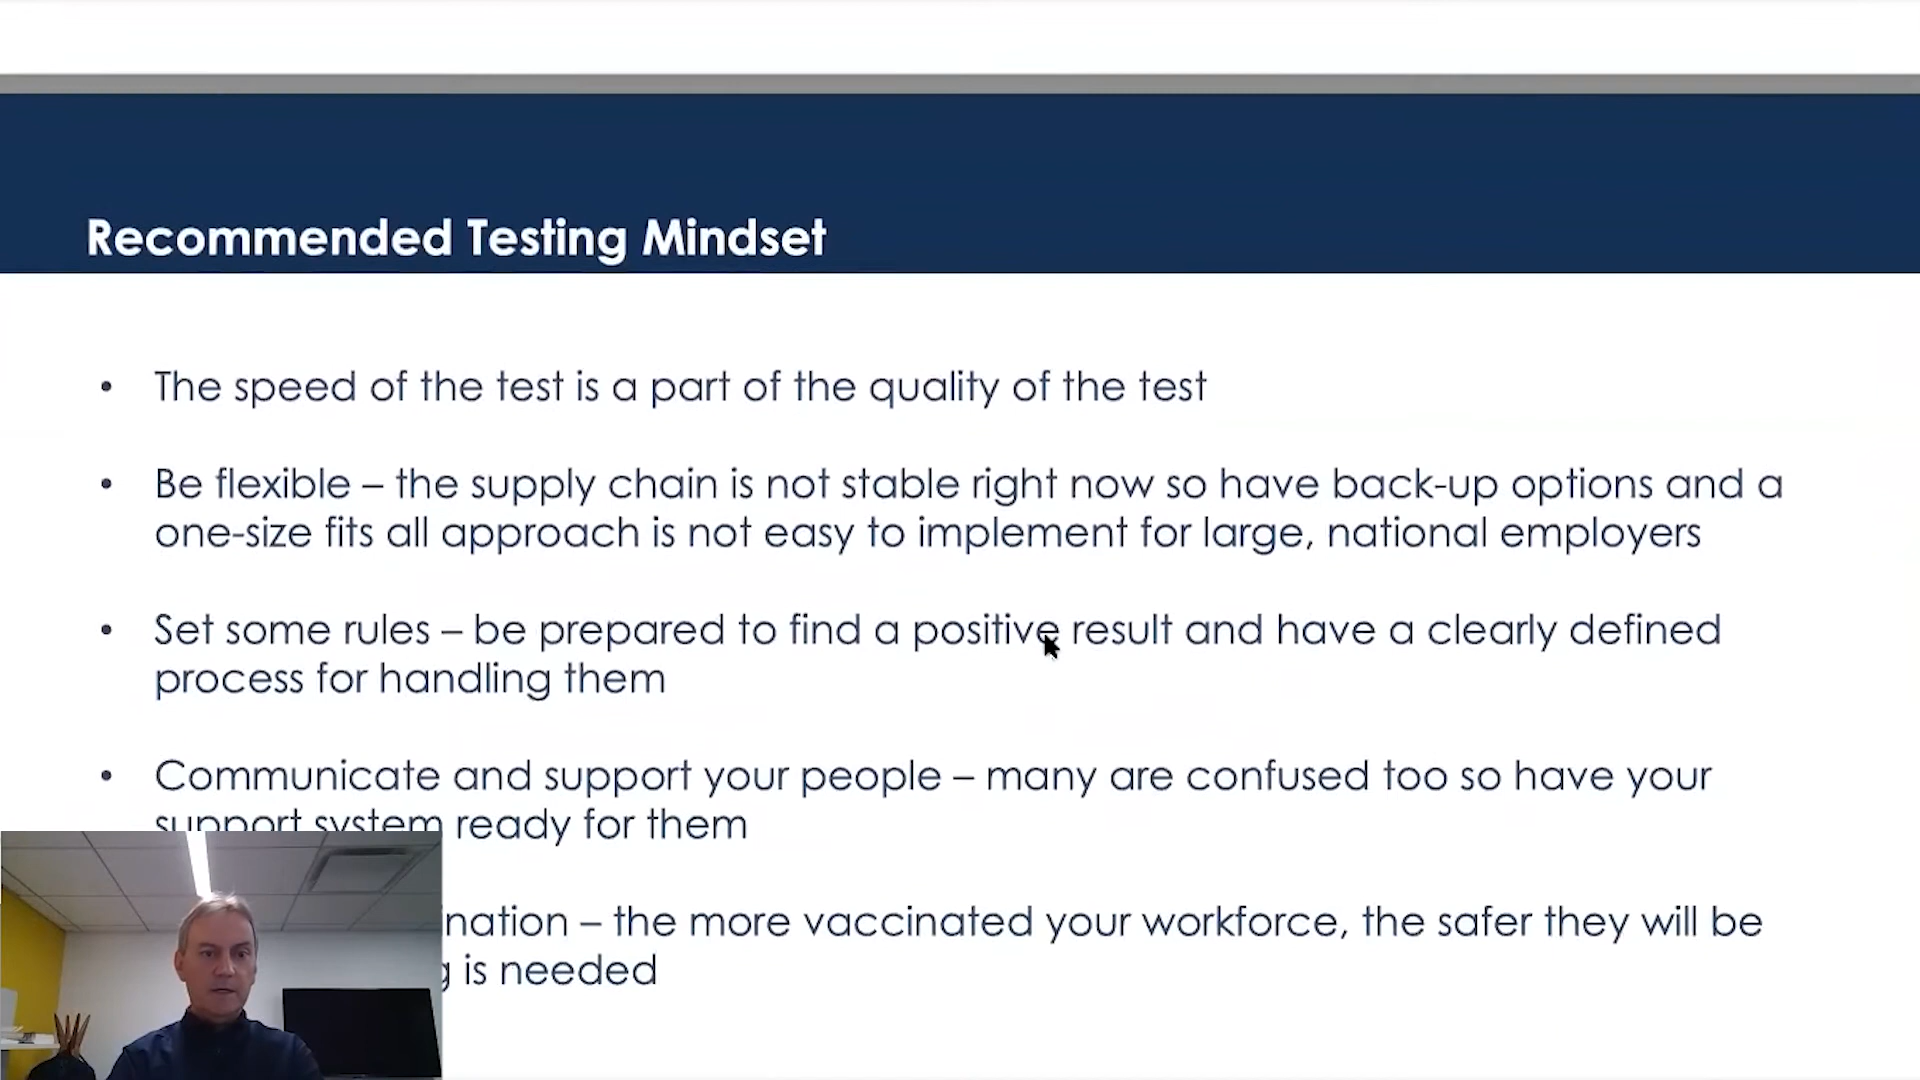 Recommended Testing Mindset
• The speed of the test is a part of the quality of the test
• Be flexible – the supply chain is not stable right now so have back-up options and a
one-size fits all approach is not easy to implement for large, national employers
• Set some rules – be prepared to find a positive result and have a clearly defined
process for handling them
• Communicate and support your people – many are confused too so have your
support system ready for them
– the more vaccinated your workforce, the safer they will be
is needed